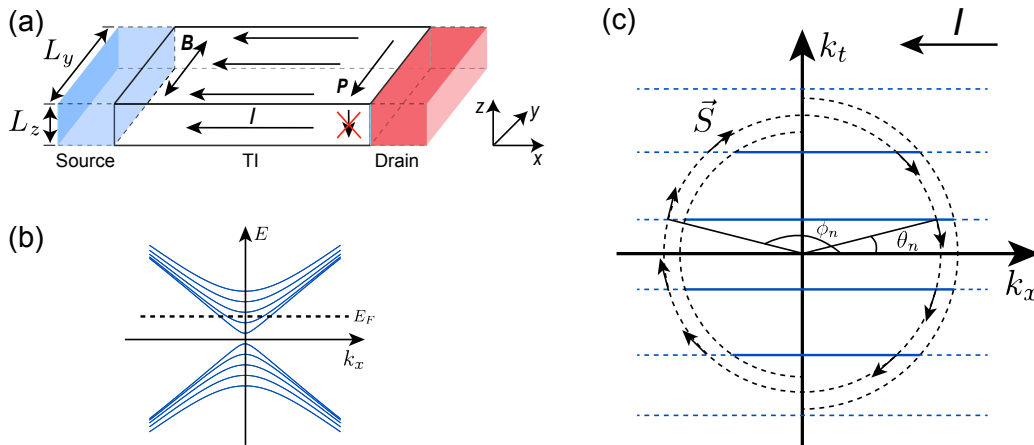 (a)
L_y
B
P
L_z
I
z
y
x
Source
TI
Drain
(b)
E
E_F
k_x
(c)
I
k_t
S⃗
ϕ_n
θ_n
k_x